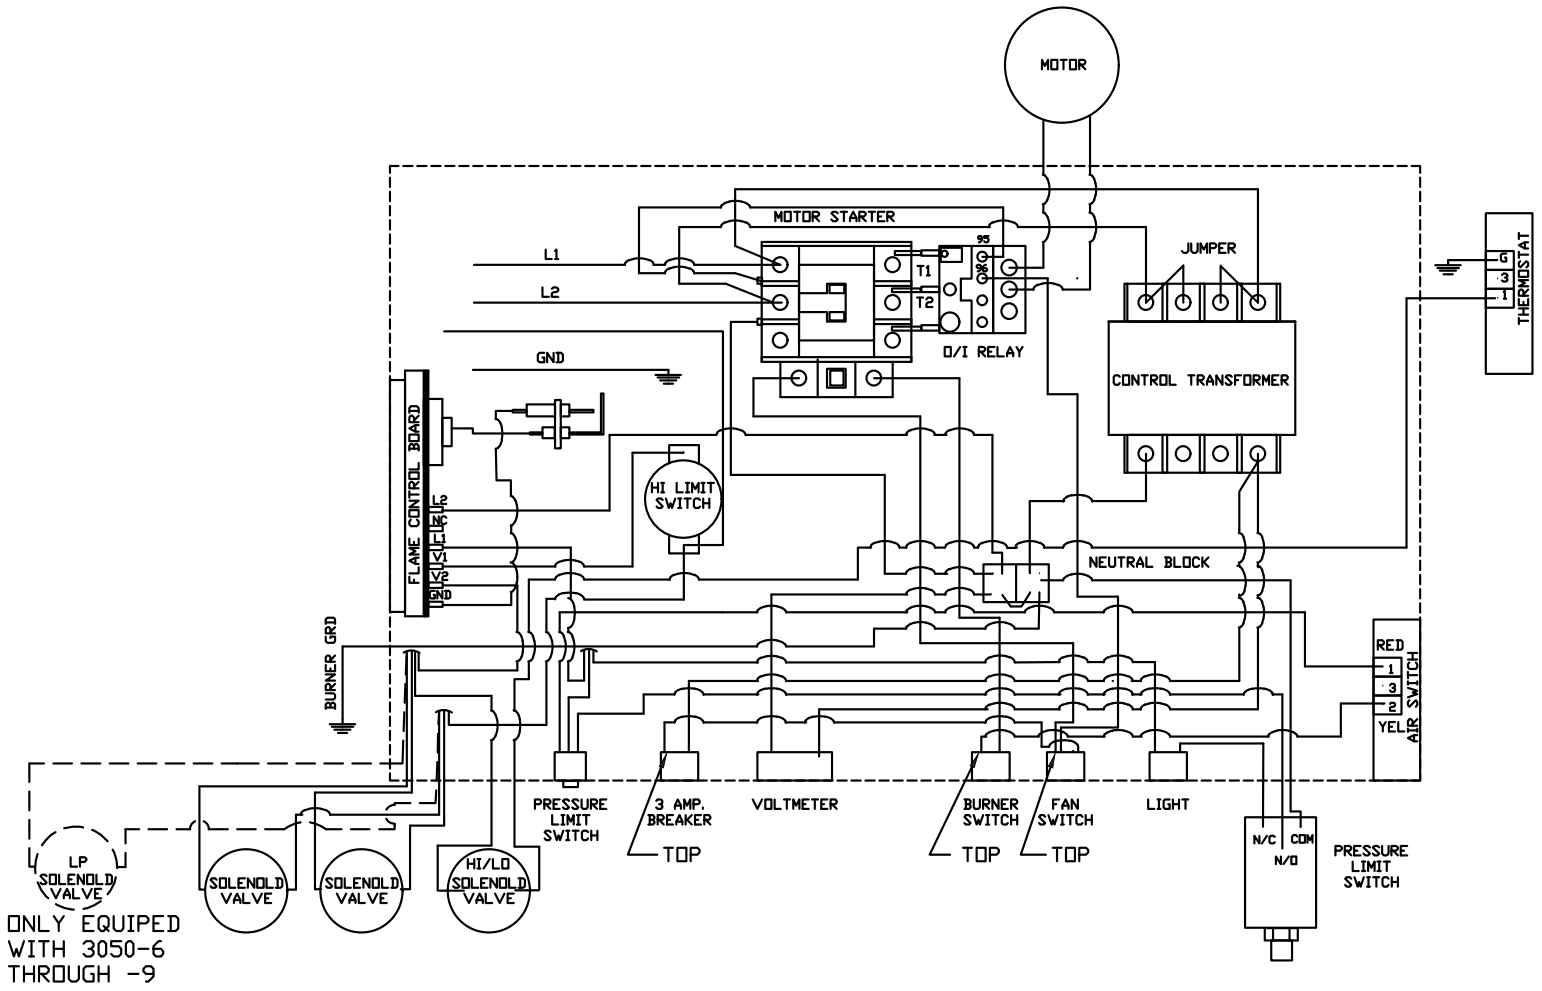 MOTOR
MOTOR STARTER
95
96
L1
L2
T1
T2
JUMPER
G
3
1
THERMOSTAT
O/I RELAY
GND
CONTROL TRANSFORMER
FLAME CONTROL BOARD
L2
NC
L1
V1
V2
GND
HI LIMIT
SWITCH
NEUTRAL BLOCK
BURNER GRD
RED
1
3
2
YEL
AIR SWITCH
PRESSURE
LIMIT
SWITCH
3 AMP.
BREAKER
TOP
VOLTMETER
BURNER
SWITCH
TOP
FAN
SWITCH
TOP
LIGHT
N/C
COM
N/O
PRESSURE
LIMIT
SWITCH
LP
SOLENOLD
VALVE
SOLENOLD
VALVE
SOLENOLD
VALVE
HI/LO
SOLENOLD
VALVE
ONLY EQUIPED
WITH 3050-6
THROUGH -9